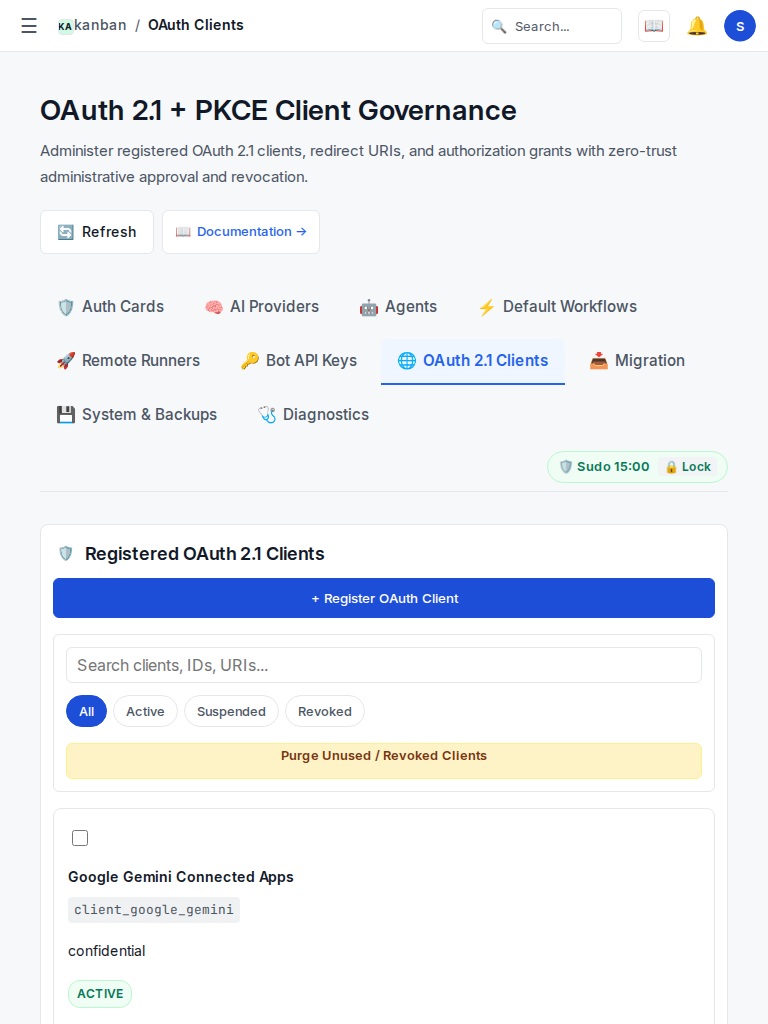 ☰ KA kanban / OAuth Clients 🔍 Search... 📖 🔔 S
OAuth 2.1 + PKCE Client Governance
Administer registered OAuth 2.1 clients, redirect URIs, and authorization grants with zero-trust
administrative approval and revocation.
🔄 Refresh 📖 Documentation →
🛡️ Auth Cards 🧠 AI Providers 🤖 Agents ⚡ Default Workflows
🚀 Remote Runners 🔑 Bot API Keys 🌐 OAuth 2.1 Clients 📥 Migration
💾 System & Backups 🩺 Diagnostics
🛡️ Sudo 15:00 🔒 Lock
🛡️ Registered OAuth 2.1 Clients
+ Register OAuth Client
Search clients, IDs, URIs...
All Active Suspended Revoked
Purge Unused / Revoked Clients
Google Gemini Connected Apps
client_google_gemini
confidential
ACTIVE